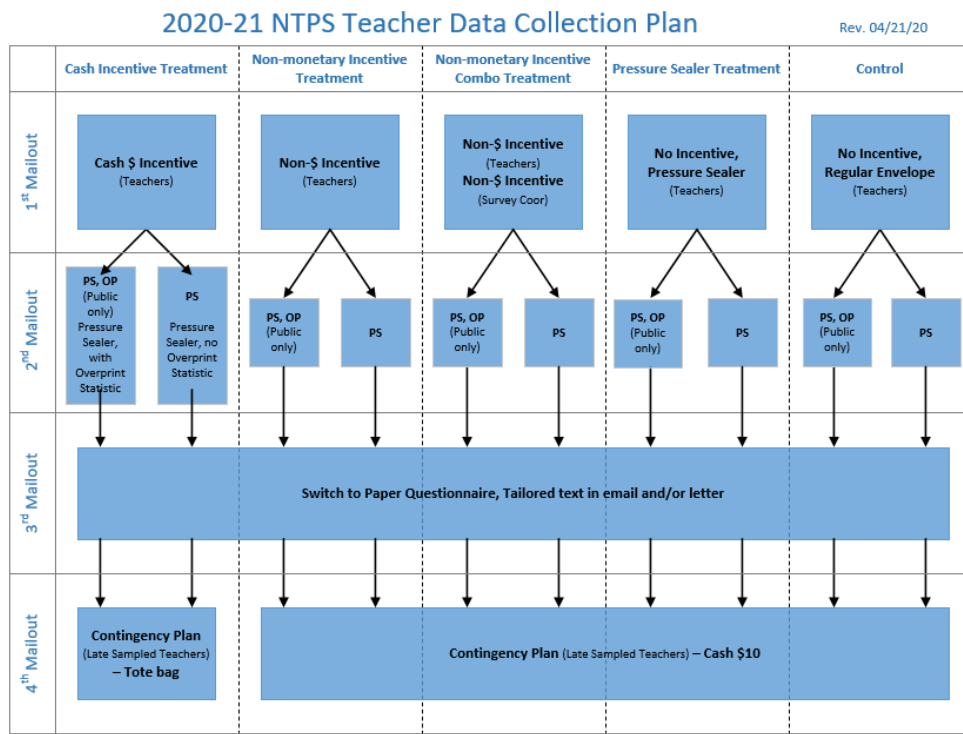 2020-21 NTPS Teacher Data Collection Plan
Rev. 04/21/20
Cash Incentive Treatment
Non-monetary Incentive
Treatment
Non-monetary Incentive
Combo Treatment
Pressure Sealer Treatment
Control
1st Mailout
Cash $ Incentive
(Teachers)
Non-$ Incentive
(Teachers)
Non-$ Incentive
(Teachers)
Non-$ Incentive
(Survey Coor)
No Incentive,
Pressure Sealer
(Teachers)
No Incentive,
Regular Envelope
(Teachers)
2nd Mailout
PS, OP
(Public
only)
Pressure
Sealer,
with
Overprint
Statistic
PS
Pressure
Sealer, no
Overprint
Statistic
PS, OP
(Public
only)
PS
PS, OP
(Public
only)
PS
PS, OP
(Public
only)
PS
PS, OP
(Public
only)
PS
3rd Mailout
Switch to Paper Questionnaire, Tailored text in email and/or letter
4th Mailout
Contingency Plan
(Late Sampled Teachers)
– Tote bag
Contingency Plan (Late Sampled Teachers) – Cash $10